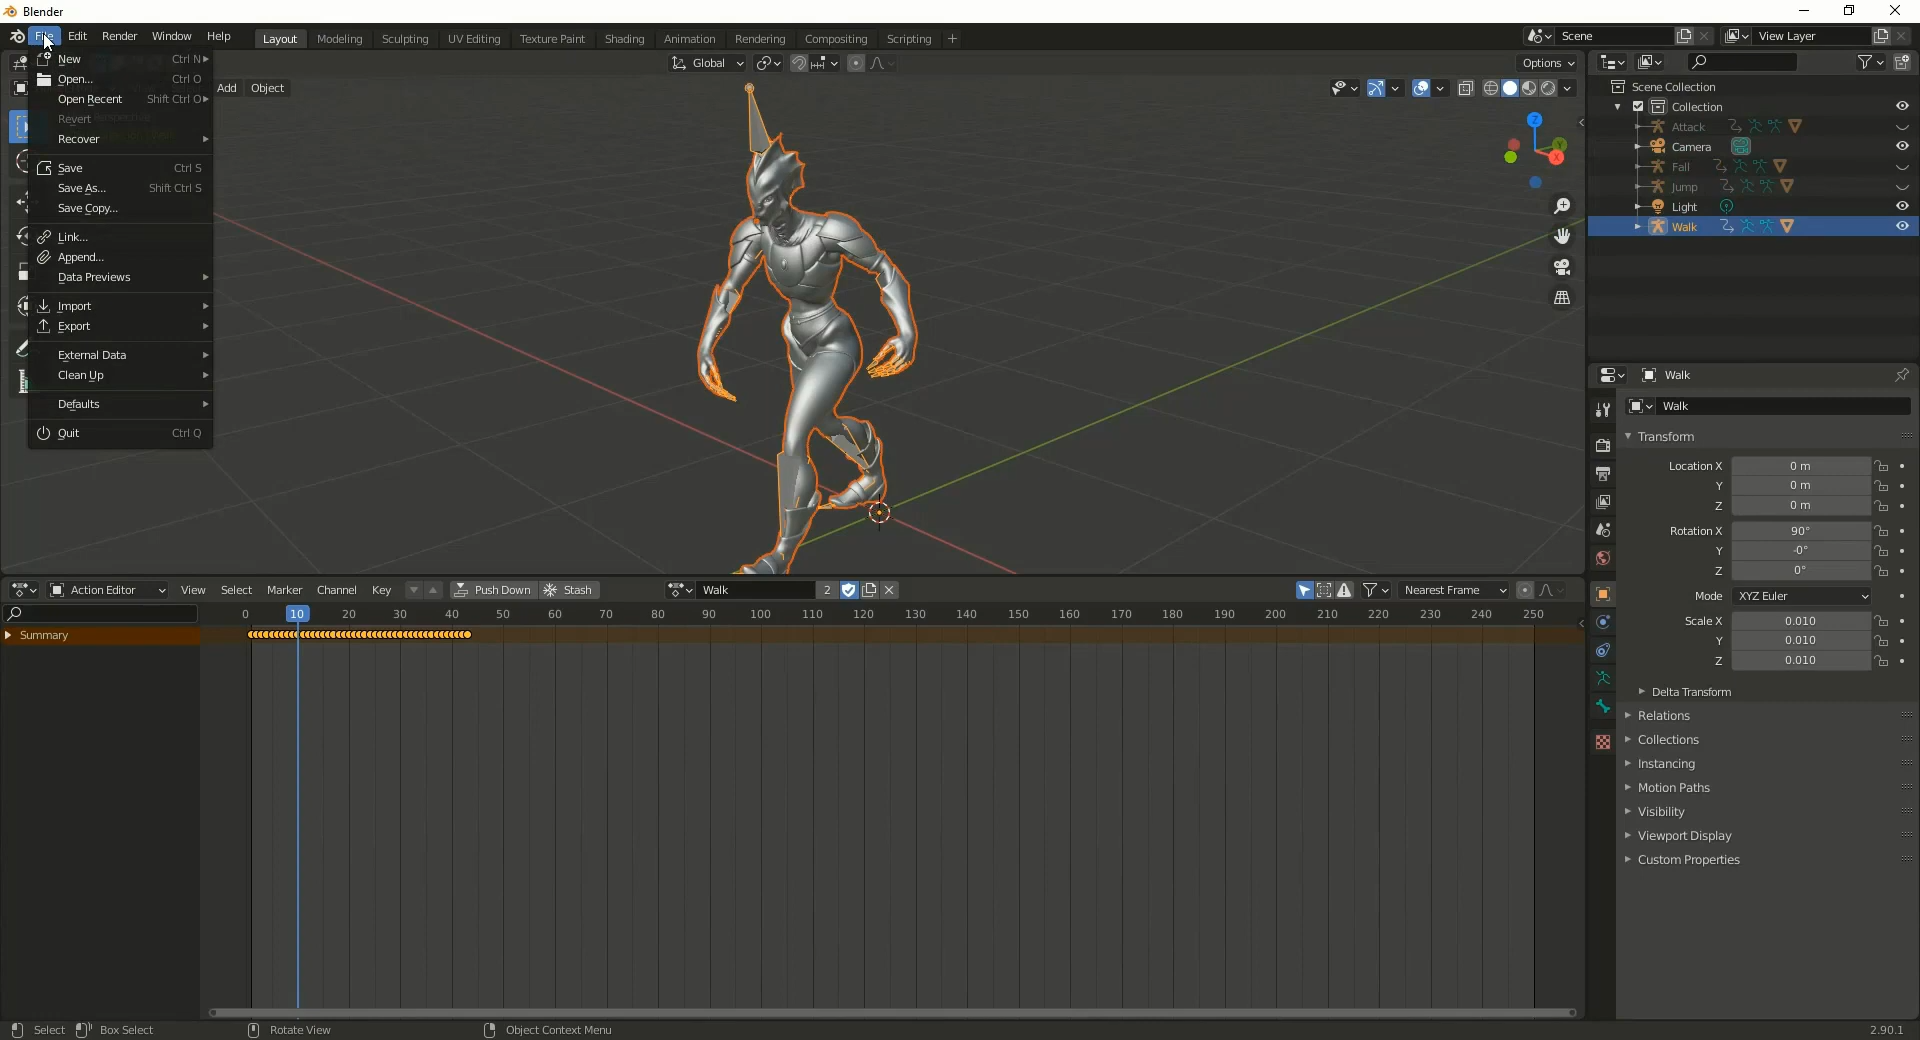 Blender
File Edit Render Window Help Layout Modeling Sculpting UV Editing Texture Paint Shading Animation Rendering Compositing Scripting + Scene View Layer
New Ctrl N
Open... Ctrl O
Open Recent Shift Ctrl O
Revert
Recover
Save Ctrl S
Save As... Shift Ctrl S
Save Copy...
Link...
Append...
Data Previews
Import
Export
External Data
Clean Up
Defaults
Quit Ctrl Q
Global Options
Add Object
Z
Y
X
Scene Collection
Collection
Attack
Camera
Fall
Jump
Light
Walk
Walk
Walk
Transform
Location X 0 m
Y 0 m
Z 0 m
Rotation X 90°
Y -0°
Z 0°
Mode XYZ Euler
Scale X 0.010
Y 0.010
Z 0.010
Delta Transform
Relations
Collections
Instancing
Motion Paths
Visibility
Viewport Display
Custom Properties
Action Editor View Select Marker Channel Key Push Down Stash Walk 2 Nearest Frame
0 10 20 30 40 50 60 70 80 90 100 110 120 130 140 150 160 170 180 190 200 210 220 230 240 250
Summary
Select Box Select Rotate View Object Context Menu 2.90.1